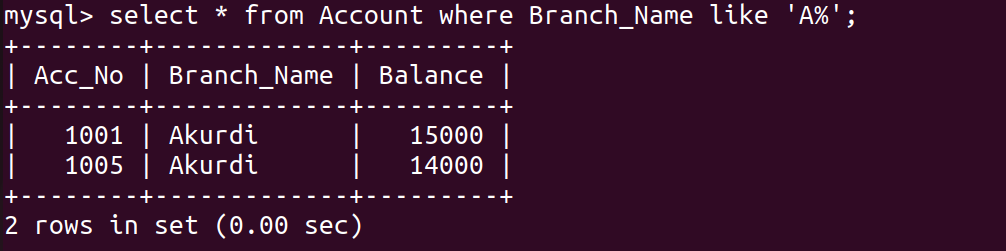 mysql> select * from Account where Branch_Name like 'A%';
+--------+-------------+---------+
| Acc_No | Branch_Name | Balance |
+--------+-------------+---------+
|   1001 | Akurdi      |   15000 |
|   1005 | Akurdi      |   14000 |
+--------+-------------+---------+
2 rows in set (0.00 sec)